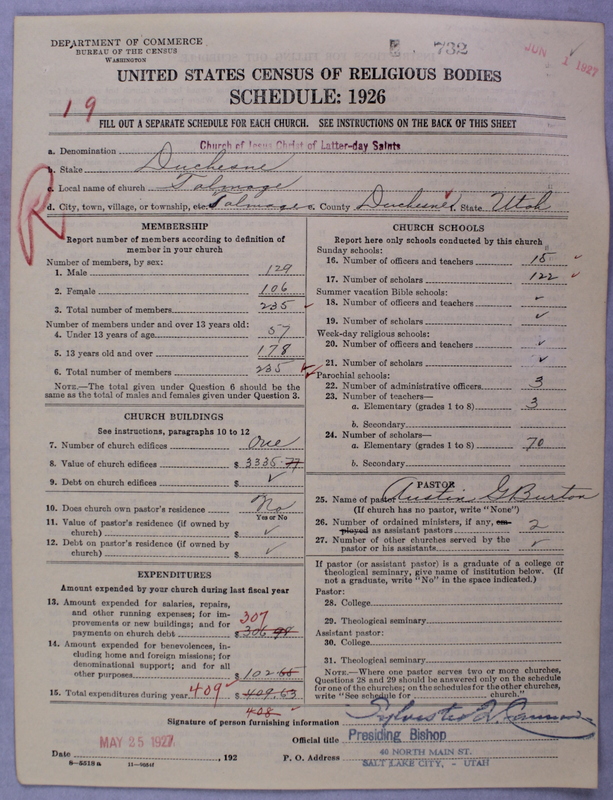 DEPARTMENT OF COMMERCE
BUREAU OF THE CENSUS
WASHINGTON
732
JUN 1 1927
UNITED STATES CENSUS OF RELIGIOUS BODIES
SCHEDULE: 1926
19
FILL OUT A SEPARATE SCHEDULE FOR EACH CHURCH. SEE INSTRUCTIONS ON THE BACK OF THIS SHEET
a. Denomination Church of Jesus Christ of Latter-day Saints
b. Stake Duchesne
c. Local name of church Talmage
d. City, town, village, or township, etc. Talmage e. County Duchesne f. State Utah
R
MEMBERSHIP
Report number of members according to definition of
member in your church
Number of members, by sex:
1. Male 129
2. Female 106
3. Total number of members 235
Number of members under and over 13 years old:
4. Under 13 years of age 57
5. 13 years old and over 178
6. Total number of members 235
NOTE.—The total given under Question 6 should be
same as the total of males and females given under Question 3.
CHURCH BUILDINGS
See instructions, paragraphs 10 to 12
7. Number of church edifices One
8. Value of church edifices $ 3335.77
9. Debt on church edifices $ ✓
10. Does church own pastor's residence No
Yes or No
11. Value of pastor's residence (if owned by
church) $ ✓
12. Debt on pastor's residence (if owned by
church) $ ✓
EXPENDITURES
Amount expended by your church during last fiscal year
13. Amount expended for salaries, repairs,
and other running expenses; for im-
provements or new buildings; and for
payments on church debt $ 306 98
307
14. Amount expended for benevolences, in-
cluding home and foreign missions; for
denominational support; and for all
other purposes $ 102
15. Total expenditures during year 409 $ 409.63
408
CHURCH SCHOOLS
Report here only schools conducted by this church
Sunday schools:
16. Number of officers and teachers 15
17. Number of scholars 122
Summer vacation Bible schools:
18. Number of officers and teachers ✓
19. Number of scholars ✓
Week-day religious schools:
20. Number of officers and teachers ✓
21. Number of scholars ✓
Parochial schools:
22. Number of administrative officers 3
23. Number of teachers—
a. Elementary (grades 1 to 8) 3
b. Secondary
24. Number of scholars—
a. Elementary (grades 1 to 8) 70
b. Secondary
PASTOR
25. Name of pastor Austin G Burton
(If church has no pastor, write "None")
26. Number of ordained ministers, if any, em-
ployed as assistant pastors 2
27. Number of other churches served by the
pastor or his assistants ✓
If pastor (or assistant pastor) is a graduate of a college or
theological seminary, give name of institution below. (If
not a graduate, write "No" in the space indicated.)
Pastor:
28. College
29. Theological seminary
Assistant pastor:
30. College
31. Theological seminary
NOTE.—Where one pastor serves two or more churches,
Questions 28 and 29 should be answered only on the schedule
for one of the churches; on the schedules for the other churches,
write "See schedule for church."
Signature of person furnishing information Sylvester Q. Cannon
Official title Presiding Bishop
Date MAY 25 1927, 192 P. O. Address 40 NORTH MAIN ST.
SALT LAKE CITY, - UTAH